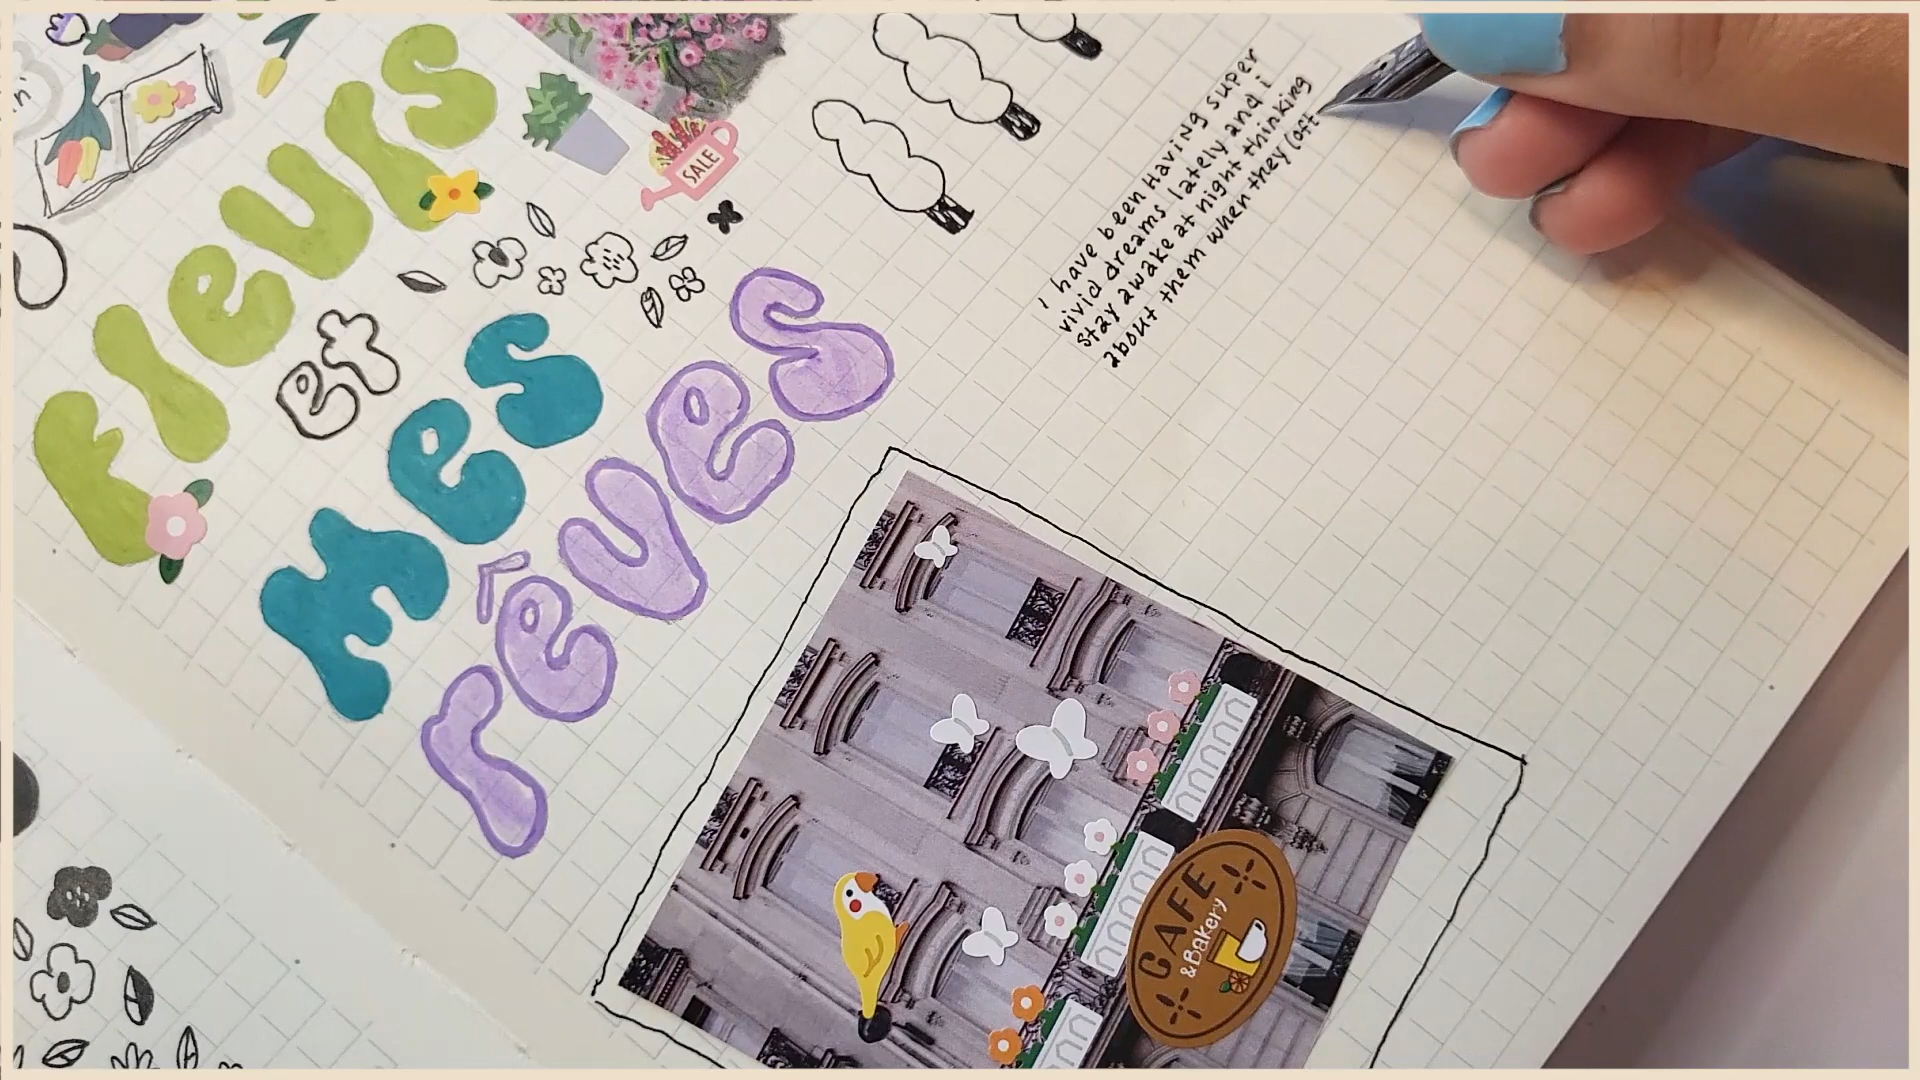 Fleurs
et
Mes
rêves
SALE
i have been Having super
vivid dreams lately and i
stay awake at night thinking
about them when they (oft
CAFE
&Bakery